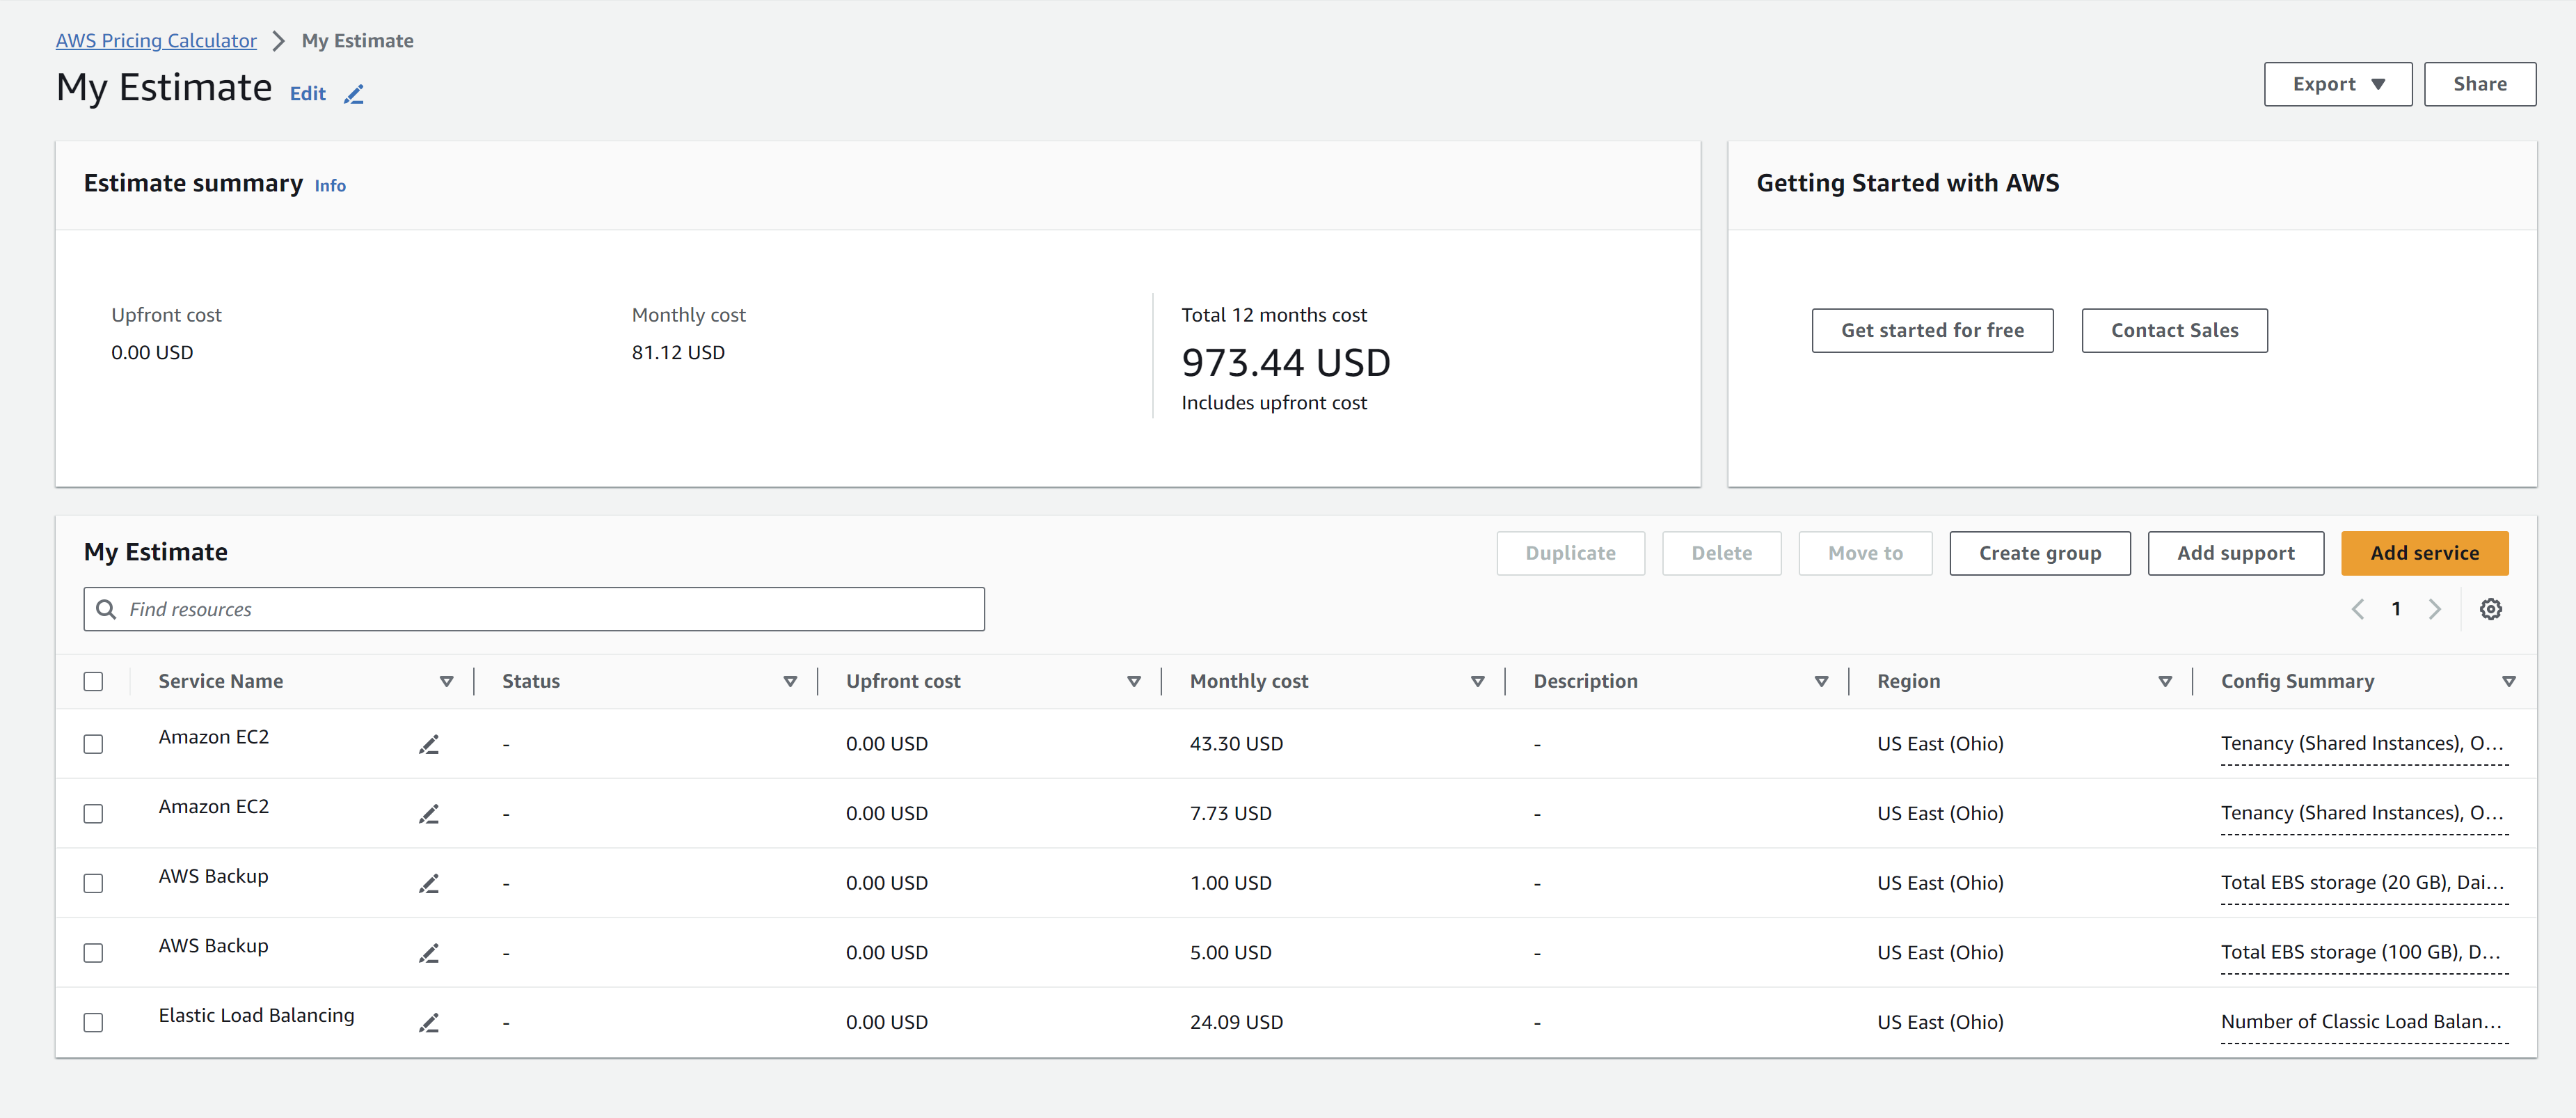 AWS Pricing Calculator > My Estimate
My Estimate Edit
Export Share
Estimate summary Info
Getting Started with AWS
Upfront cost Monthly cost Total 12 months cost
0.00 USD 81.12 USD 973.44 USD
Includes upfront cost
Get started for free Contact Sales
My Estimate Duplicate Delete Move to Create group Add support Add service
Find resources 1
Service Name Status Upfront cost Monthly cost Description Region Config Summary
Amazon EC2 - 0.00 USD 43.30 USD - US East (Ohio) Tenancy (Shared Instances), O...
Amazon EC2 - 0.00 USD 7.73 USD - US East (Ohio) Tenancy (Shared Instances), O...
AWS Backup - 0.00 USD 1.00 USD - US East (Ohio) Total EBS storage (20 GB), Dai...
AWS Backup - 0.00 USD 5.00 USD - US East (Ohio) Total EBS storage (100 GB), D...
Elastic Load Balancing - 0.00 USD 24.09 USD - US East (Ohio) Number of Classic Load Balan...